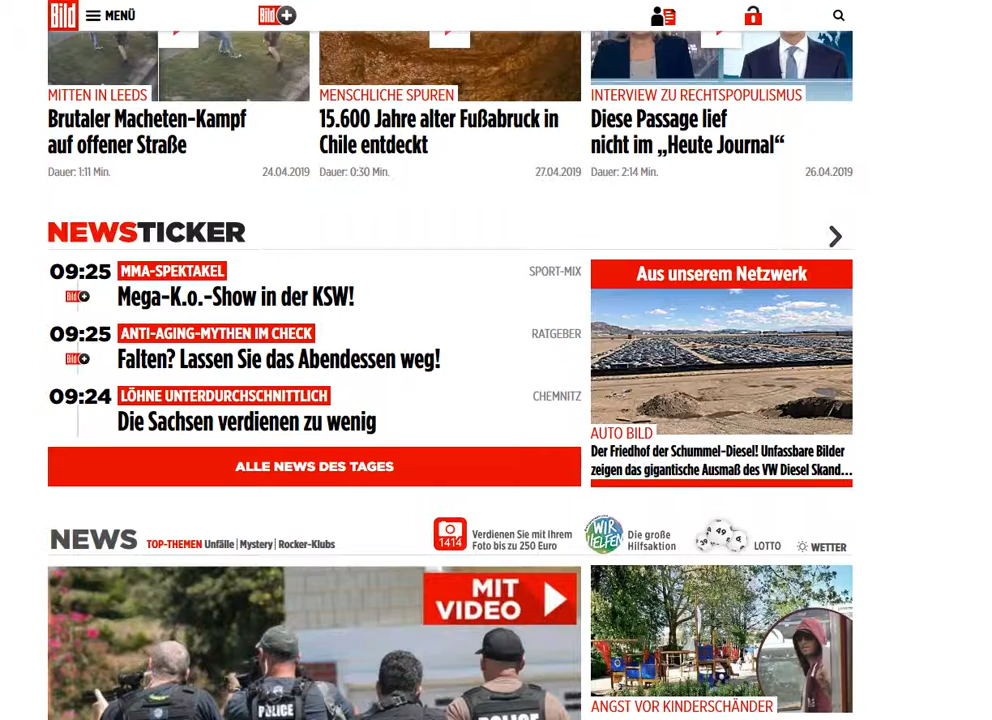 Bild
MENÜ
Bild+
MITTEN IN LEEDS
Brutaler Macheten-Kampf
auf offener Straße
Dauer: 1:11 Min.
24.04.2019
MENSCHLICHE SPUREN
15.600 Jahre alter Fußabruck in
Chile entdeckt
Dauer: 0:30 Min.
27.04.2019
INTERVIEW ZU RECHTSPOPULISMUS
Diese Passage lief
nicht im „Heute Journal“
Dauer: 2:14 Min.
26.04.2019
NEWSTICKER
09:25 MMA-SPEKTAKEL SPORT-MIX
Bild+ Mega-K.o.-Show in der KSW!
09:25 ANTI-AGING-MYTHEN IM CHECK RATGEBER
Bild+ Falten? Lassen Sie das Abendessen weg!
09:24 LÖHNE UNTERDURCHSCHNITTLICH CHEMNITZ
Die Sachsen verdienen zu wenig
ALLE NEWS DES TAGES
Aus unserem Netzwerk
AUTO BILD
Der Friedhof der Schummel-Diesel! Unfassbare Bilder
zeigen das gigantische Ausmaß des VW Diesel Skand...
NEWS
TOP-THEMEN Unfälle | Mystery | Rocker-Klubs
1414
Verdienen Sie mit Ihrem
Foto bis zu 250 Euro
WIR
HELFEN
Die große
Hilfsaktion
49
LOTTO
WETTER
MIT
VIDEO
POLICE
POLICE
ANGST VOR KINDERSCHÄNDER